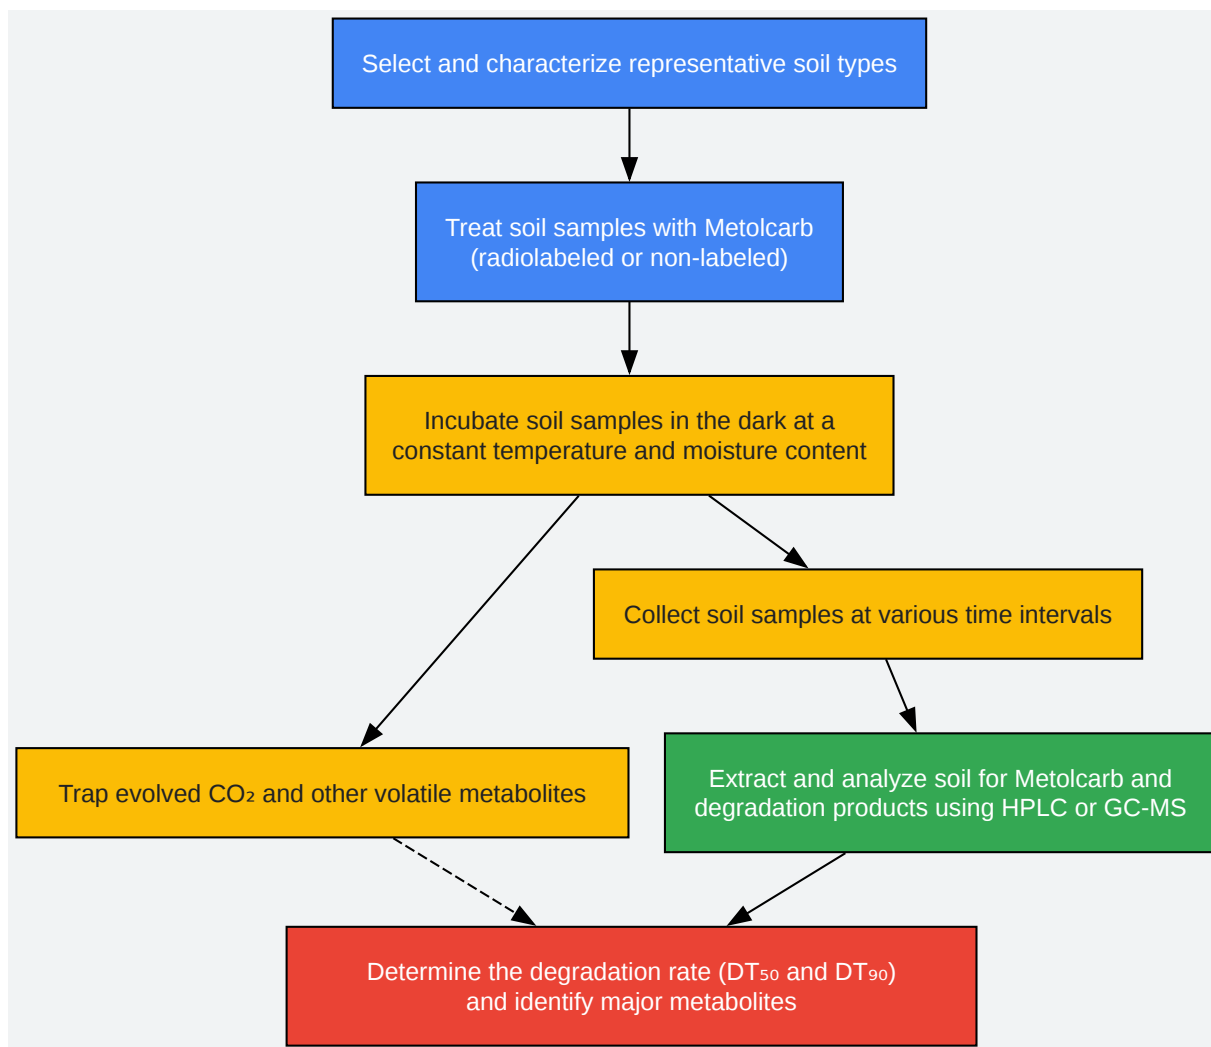 Select and characterize representative soil types
Treat soil samples with Metolcarb
(radiolabeled or non-labeled)
Incubate soil samples in the dark at a
constant temperature and moisture content
Collect soil samples at various time intervals
Trap evolved CO₂ and other volatile metabolites
Extract and analyze soil for Metolcarb and
degradation products using HPLC or GC-MS
Determine the degradation rate (DT₅₀ and DT₉₀)
and identify major metabolites